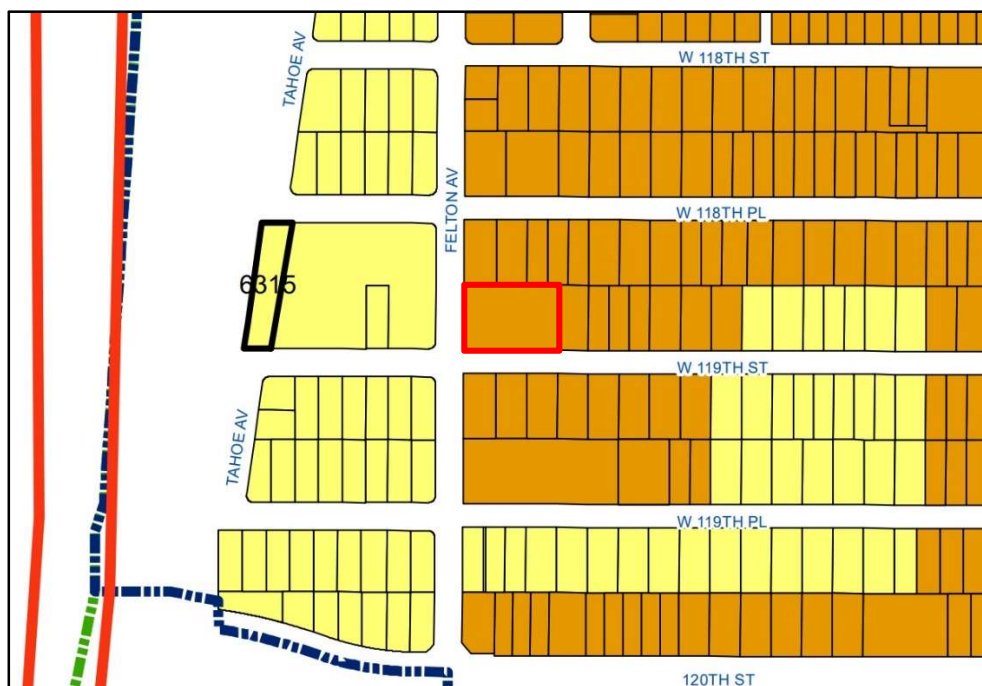 TAHOE AV
W 118TH ST
FELTON AV
W 118TH PL
6315
W 119TH ST
TAHOE AV
W 119TH PL
120TH ST